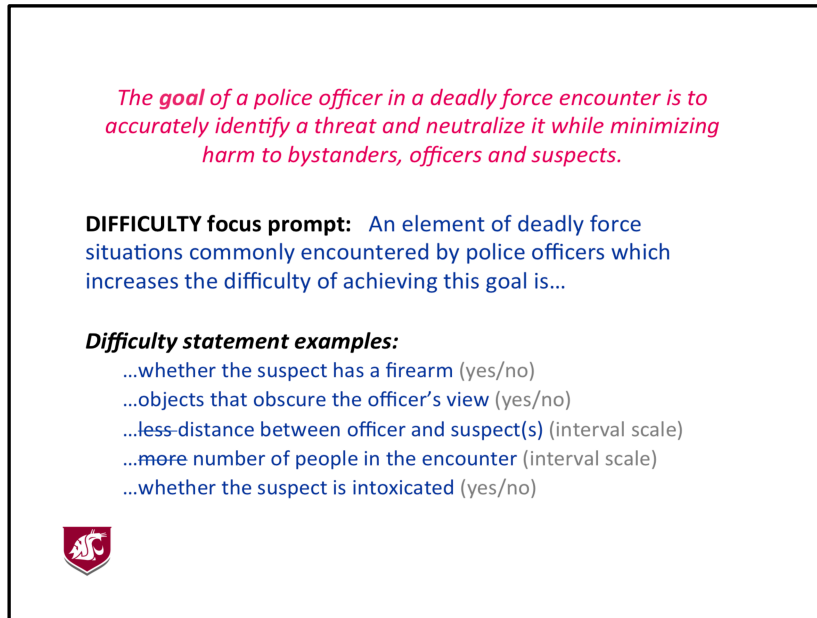 The goal of a police officer in a deadly force encounter is to
accurately identify a threat and neutralize it while minimizing
harm to bystanders, officers and suspects.
DIFFICULTY focus prompt: An element of deadly force
situations commonly encountered by police officers which
increases the difficulty of achieving this goal is...
Difficulty statement examples:
...whether the suspect has a firearm (yes/no)
...objects that obscure the officer's view (yes/no)
...less distance between officer and suspect(s) (interval scale)
...more number of people in the encounter (interval scale)
...whether the suspect is intoxicated (yes/no)